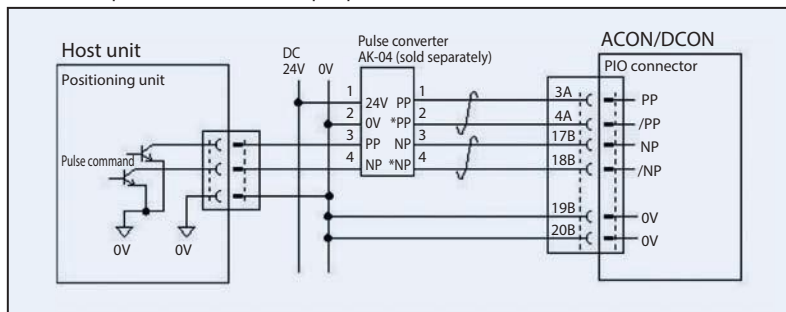 Host unit
Positioning unit
Pulse command
0V
0V
DC
24V
0V
Pulse converter
AK-04 (sold separately)
1 24V PP 1
2 0V *PP 2
3 PP NP 3
4 NP *NP 4
ACON/DCON
PIO connector
3A PP
4A /PP
17B NP
18B /NP
19B 0V
20B 0V